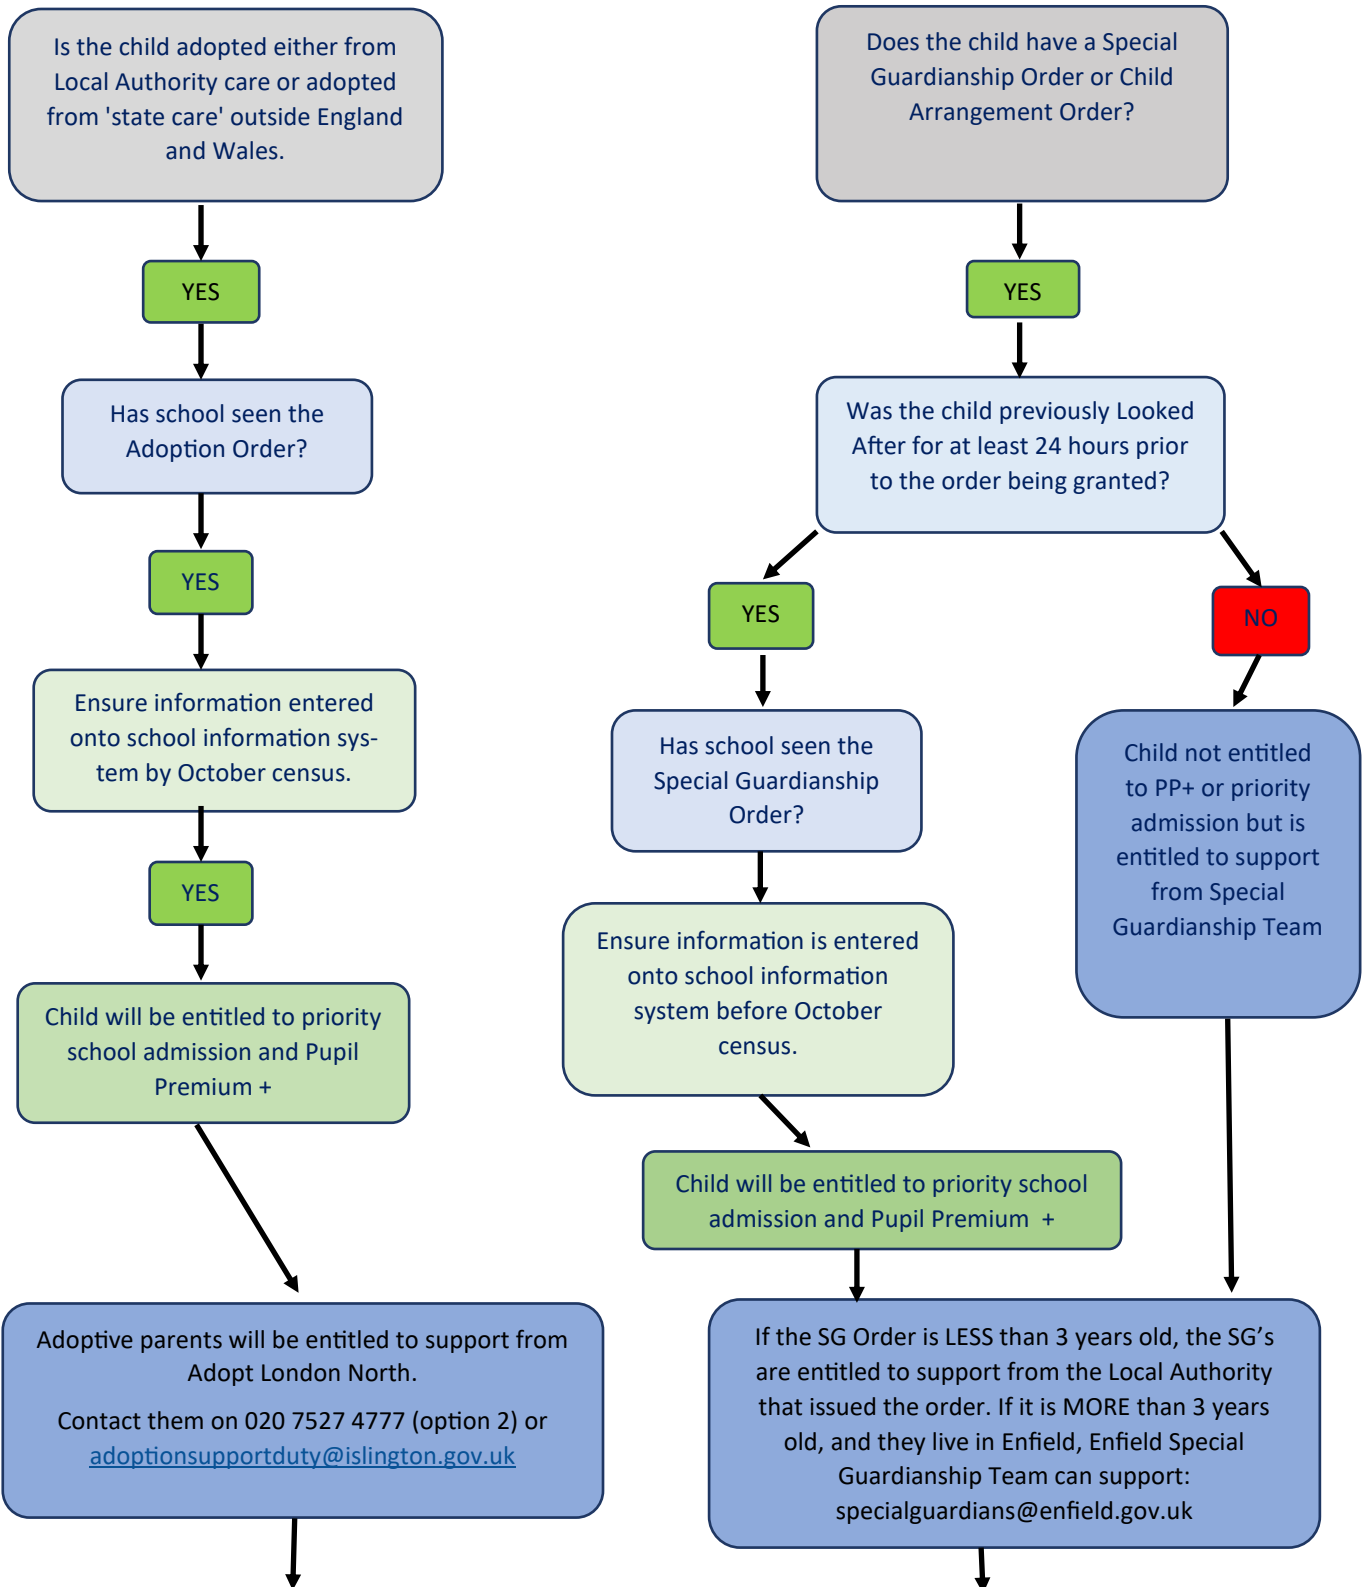 Is the child adopted either from
Local Authority care or adopted
from 'state care' outside England
and Wales.
YES
Has school seen the
Adoption Order?
YES
Ensure information entered
onto school information sys-
tem by October census.
YES
Child will be entitled to priority
school admission and Pupil
Premium +
Adoptive parents will be entitled to support from
Adopt London North.
Contact them on 020 7527 4777 (option 2) or
adoptionsupportduty@islington.gov.uk
Does the child have a Special
Guardianship Order or Child
Arrangement Order?
YES
Was the child previously Looked
After for at least 24 hours prior
to the order being granted?
YES
Has school seen the
Special Guardianship
Order?
Ensure information is entered
onto school information
system before October
census.
Child will be entitled to priority school
admission and Pupil Premium +
NO
Child not entitled
to PP+ or priority
admission but is
entitled to support
from Special
Guardianship Team
If the SG Order is LESS than 3 years old, the SG’s
are entitled to support from the Local Authority
that issued the order. If it is MORE than 3 years
old, and they live in Enfield, Enfield Special
Guardianship Team can support:
specialguardians@enfield.gov.uk